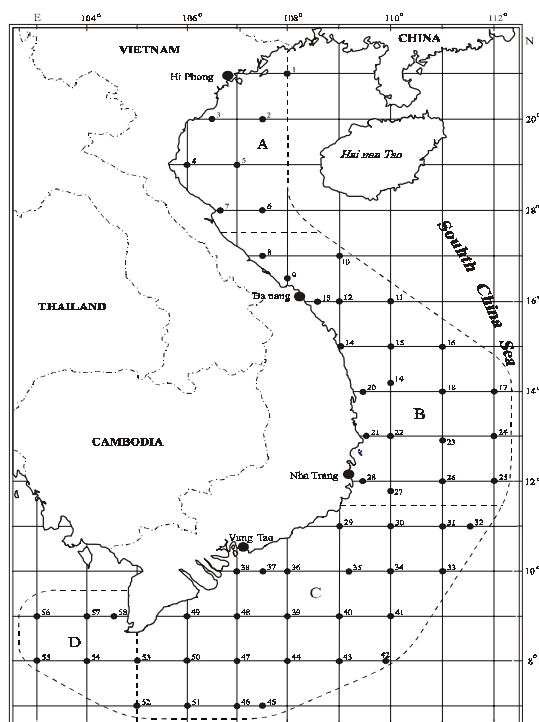 E 104° 106° 108° 110° 112°
VIETNAM
CHINA
N
Hi Phong
1
20°
3 2
A
Hai nan Tao
4 5
7 6
18°
8
10
9
South China Sea
Da nang
19 12 11
16°
THAILAND
14 15 16
14
20 18 17
14°
B
21 22 23 24
CAMBODIA
Nha Trang
28 26 25
12°
27
29 30 31 32
Vung Tao
38 37 36 35 34 33
10°
C
56 57 58 49 48 39 40 41
D
55 54 53 50 47 44 43 42
8°
52 51 46 45